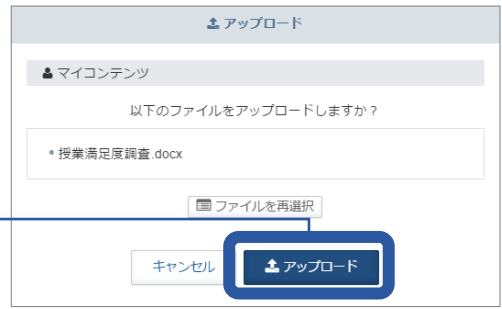 アップロード
マイコンテンツ
以下のファイルをアップロードしますか？
授業満足度調査.docx
ファイルを再選択
キャンセル
アップロード